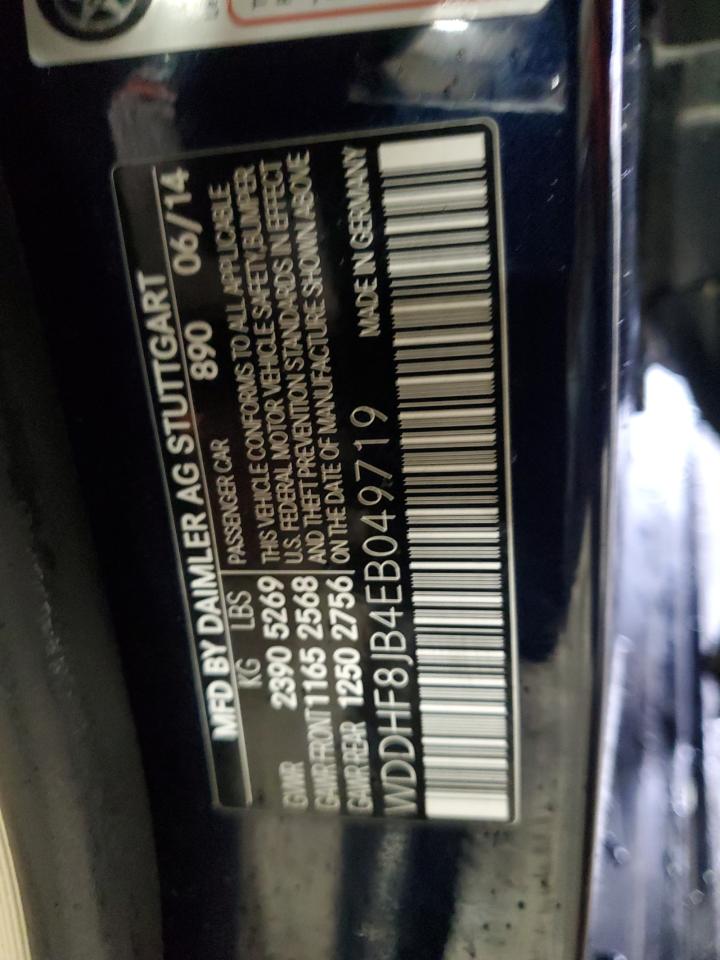 MFD BY DAIMLER AG STUTTGART
890 06/14
KG LBS
GVWR 2390 5269
GAWR FRONT 1165 2568
GAWR REAR 1250 2756
PASSENGER CAR
THIS VEHICLE CONFORMS TO ALL APPLICABLE
U.S. FEDERAL MOTOR VEHICLE SAFETY, BUMPER
AND THEFT PREVENTION STANDARDS IN EFFECT
ON THE DATE OF MANUFACTURE SHOWN ABOVE
WDDHF8JB4EB049719 MADE IN GERMANY